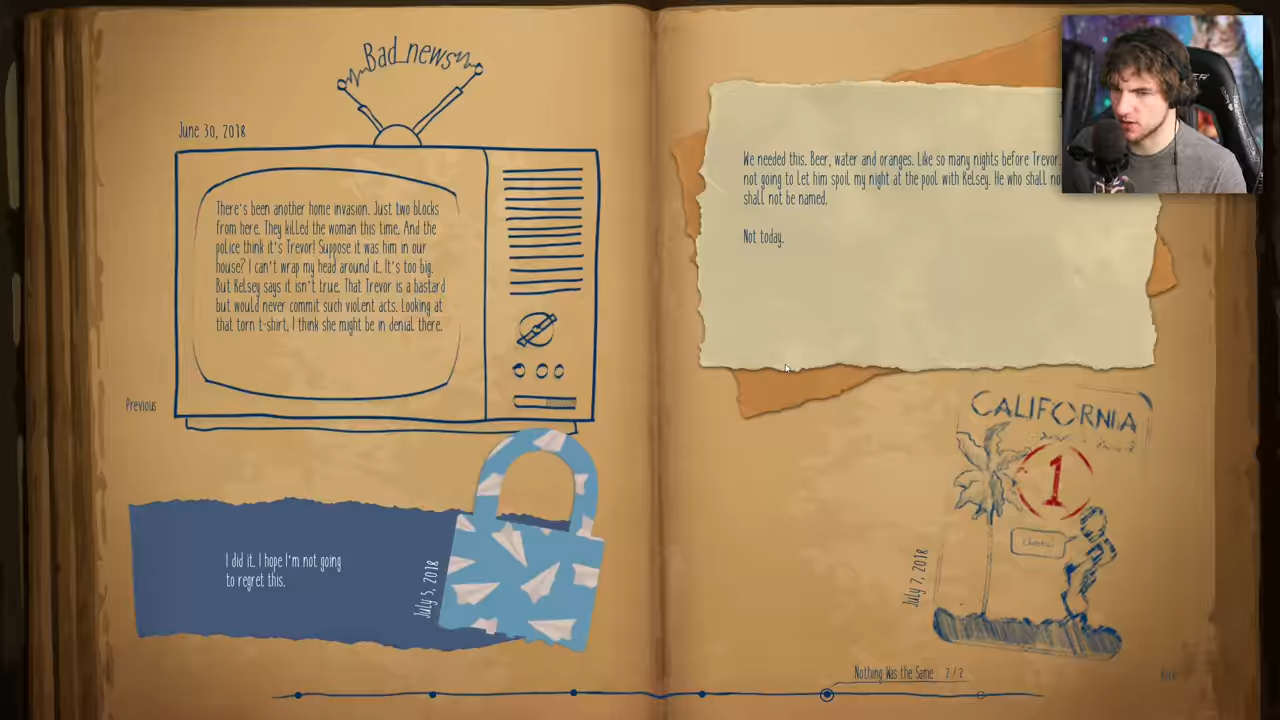 Bad news
June 30, 2018
There's been another home invasion. Just two blocks
from here. They killed the woman this time. And the
police think it's Trevor! Suppose it was him in our
house? I can't wrap my head around it. It's too big.
But Kelsey says it isn't true. That Trevor is a bastard
but would never commit such violent acts. Looking at
that torn t-shirt, I think she might be in denial there.
Previous
I did it. I hope I'm not going
to regret this.
July 5, 2018
We needed this. Beer, water and oranges. Like so many nights before Trevor.
not going to let him spoil my night at the pool with Kelsey. He who shall
shall not be named.
Not today.
CALIFORNIA
1
July 7, 2018
Nothing Was the Same 2/2
Back